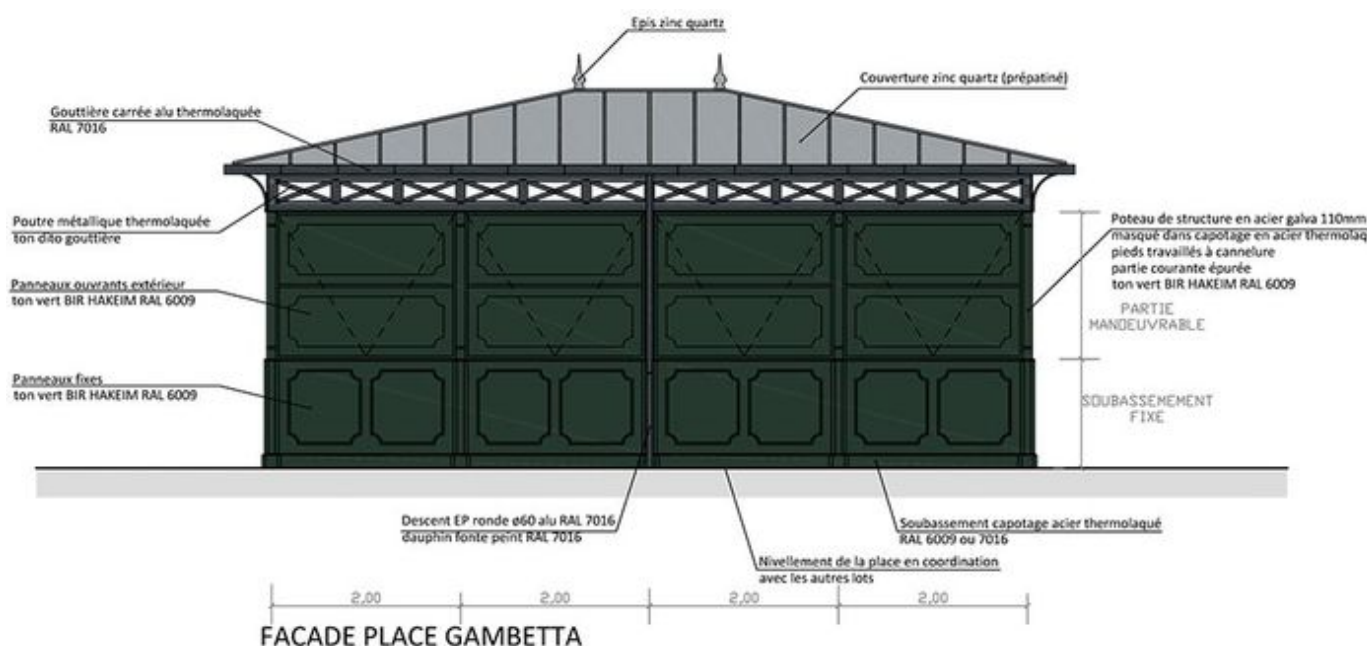 Epis zinc quartz
Couverture zinc quartz (prépatiné)
Gouttière carrée alu thermolaquée
RAL 7016
Poutre métallique thermolaquée
ton dito gouttière
Panneaux ouvrants extérieur
ton vert BIR HAKEIM RAL 6009
Panneaux fixes
ton vert BIR HAKEIM RAL 6009
Poteau de structure en acier galva 110mm
masqué dans capotage en acier thermolaq
pieds travaillés à cannelure
partie courante épurée
ton vert BIR HAKEIM RAL 6009
PARTIE
MANOEUVRABLE
SOUBASSEMENT
FIXE
Descent EP ronde ø60 alu RAL 7016
dauphin fonte peint RAL 7016
Soubassement capotage acier thermolaqué
RAL 6009 ou 7016
Nivellement de la place en coordination
avec les autres lots
2,00 2,00 2,00 2,00
FACADE PLACE GAMBETTA